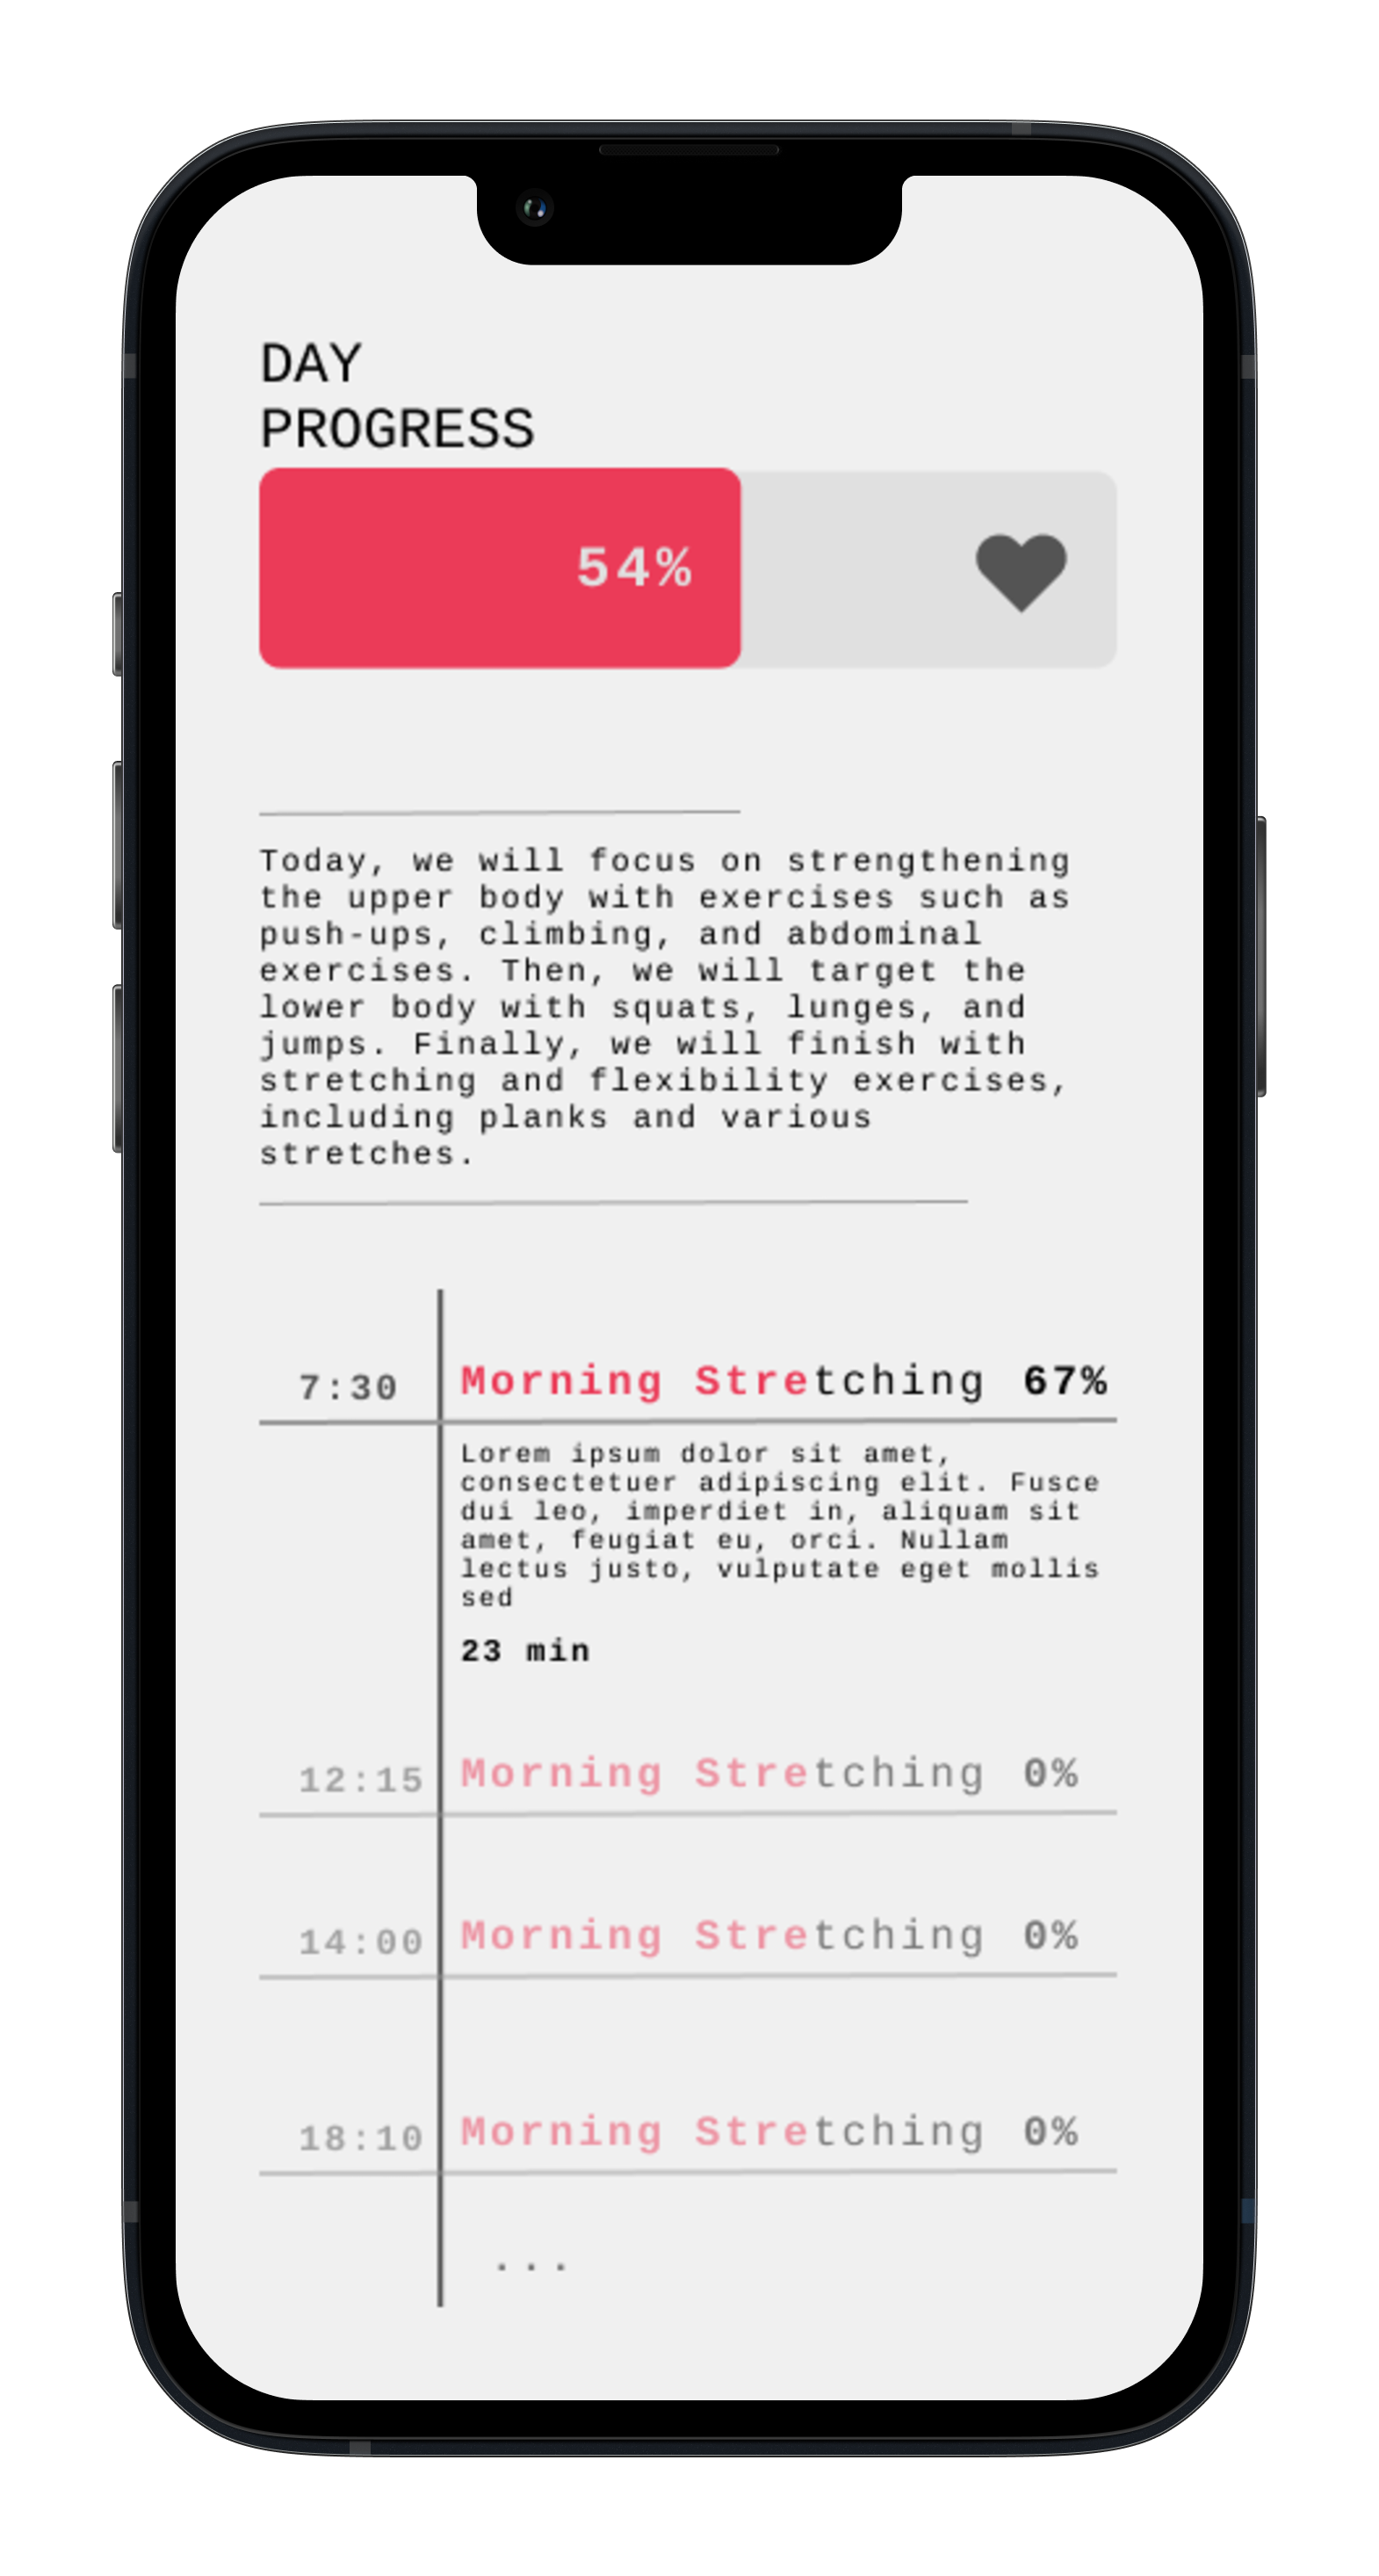 DAY
PROGRESS
54%
Today, we will focus on strengthening
the upper body with exercises such as
push-ups, climbing, and abdominal
exercises. Then, we will target the
lower body with squats, lunges, and
jumps. Finally, we will finish with
stretching and flexibility exercises,
including planks and various
stretches.
7:30 Morning Stretching 67%
Lorem ipsum dolor sit amet,
consectetuer adipiscing elit. Fusce
dui leo, imperdiet in, aliquam sit
amet, feugiat eu, orci. Nullam
lectus justo, vulputate eget mollis
sed
23 min
12:15 Morning Stretching 0%
14:00 Morning Stretching 0%
18:10 Morning Stretching 0%
...